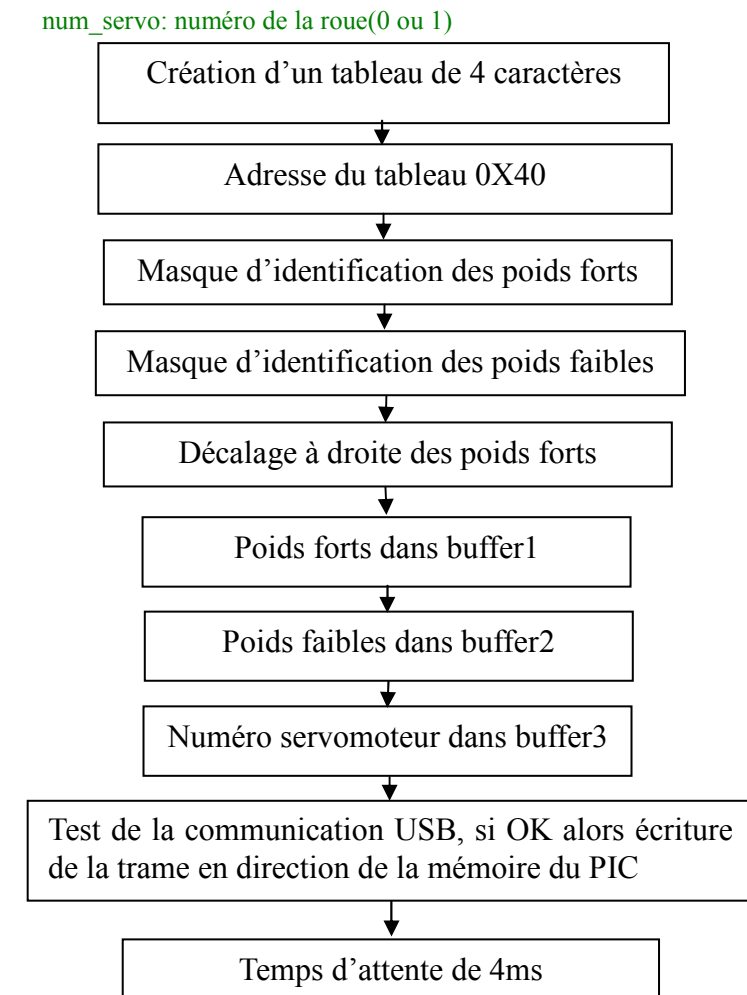 num_servo: numéro de la roue(0 ou 1)
Création d’un tableau de 4 caractères
Adresse du tableau 0X40
Masque d’identification des poids forts
Masque d’identification des poids faibles
Décalage à droite des poids forts
Poids forts dans buffer1
Poids faibles dans buffer2
Numéro servomoteur dans buffer3
Test de la communication USB, si OK alors écriture
de la trame en direction de la mémoire du PIC
Temps d’attente de 4ms